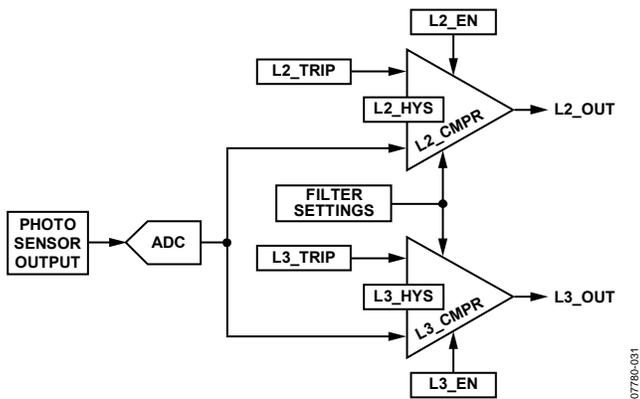 L2_EN
L2_TRIP
L2_HYS
L2_CMPR
L2_OUT
FILTER
SETTINGS
PHOTO
SENSOR
OUTPUT
ADC
L3_TRIP
L3_HYS
L3_CMPR
L3_OUT
L3_EN
07780-031